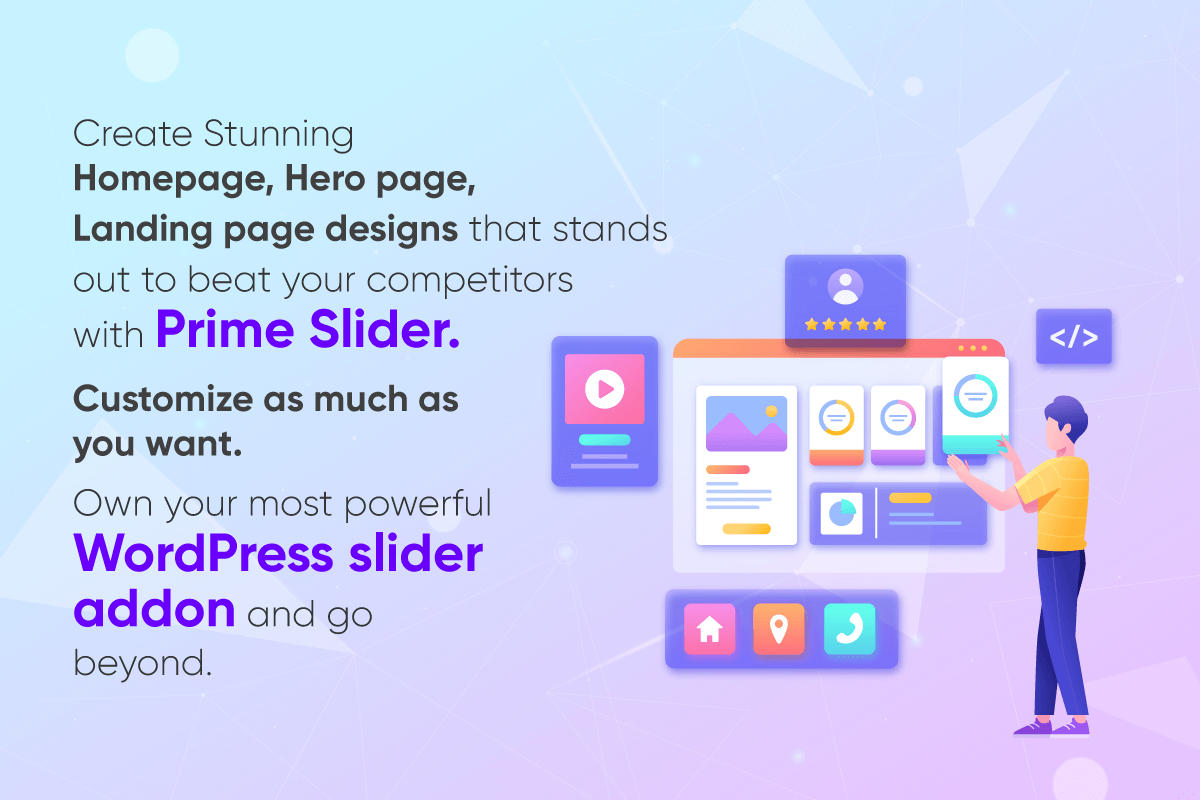 Create Stunning
Homepage, Hero page,
Landing page designs that stands
out to beat your competitors
with Prime Slider.
Customize as much as
you want.
Own your most powerful
WordPress slider
addon and go
beyond.
</>